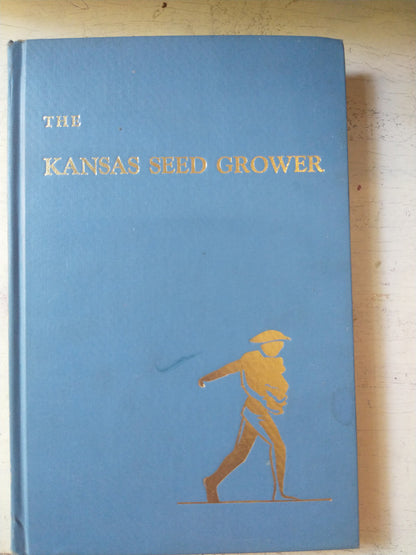 THE
KANSAS SEED GROWER